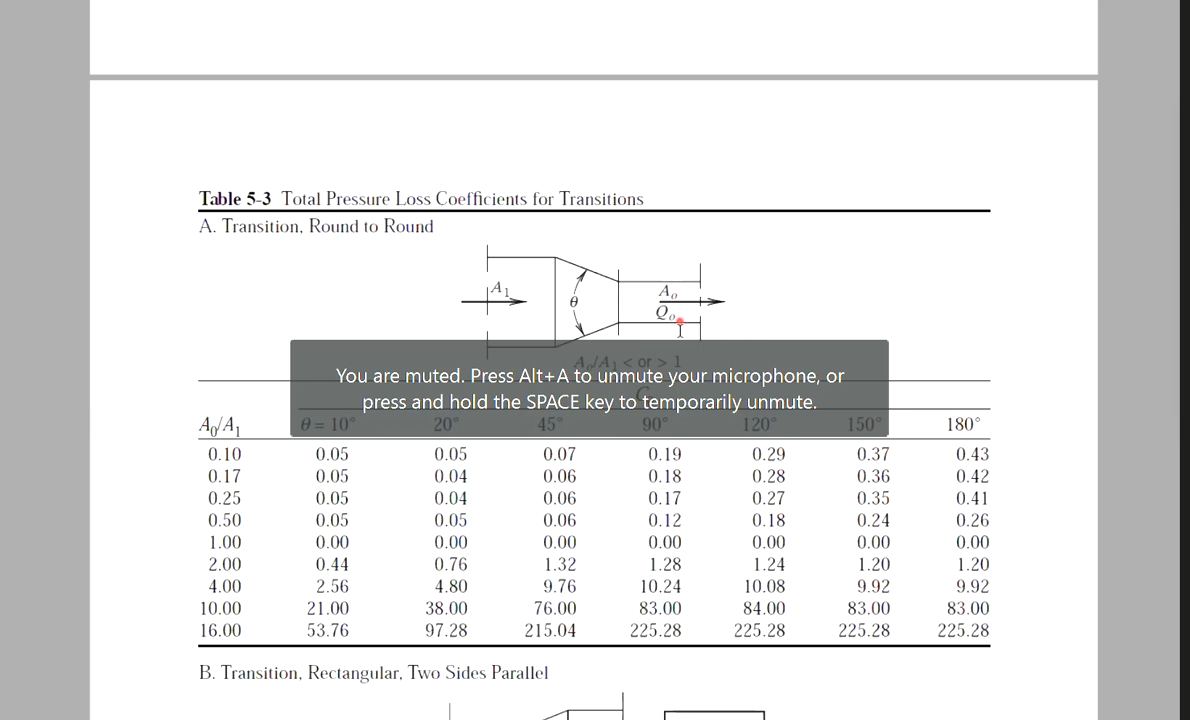 Table 5-3 Total Pressure Loss Coefficients for Transitions
A. Transition, Round to Round
A1
θ
Ao
Qo
Ao/A1 < or > 1
You are muted. Press Alt+A to unmute your microphone, or
press and hold the SPACE key to temporarily unmute.
A0/A1 θ = 10° 20° 45° 90° 120° 150° 180°
0.10 0.05 0.05 0.07 0.19 0.29 0.37 0.43
0.17 0.05 0.04 0.06 0.18 0.28 0.36 0.42
0.25 0.05 0.04 0.06 0.17 0.27 0.35 0.41
0.50 0.05 0.05 0.06 0.12 0.18 0.24 0.26
1.00 0.00 0.00 0.00 0.00 0.00 0.00 0.00
2.00 0.44 0.76 1.32 1.28 1.24 1.20 1.20
4.00 2.56 4.80 9.76 10.24 10.08 9.92 9.92
10.00 21.00 38.00 76.00 83.00 84.00 83.00 83.00
16.00 53.76 97.28 215.04 225.28 225.28 225.28 225.28
B. Transition, Rectangular, Two Sides Parallel